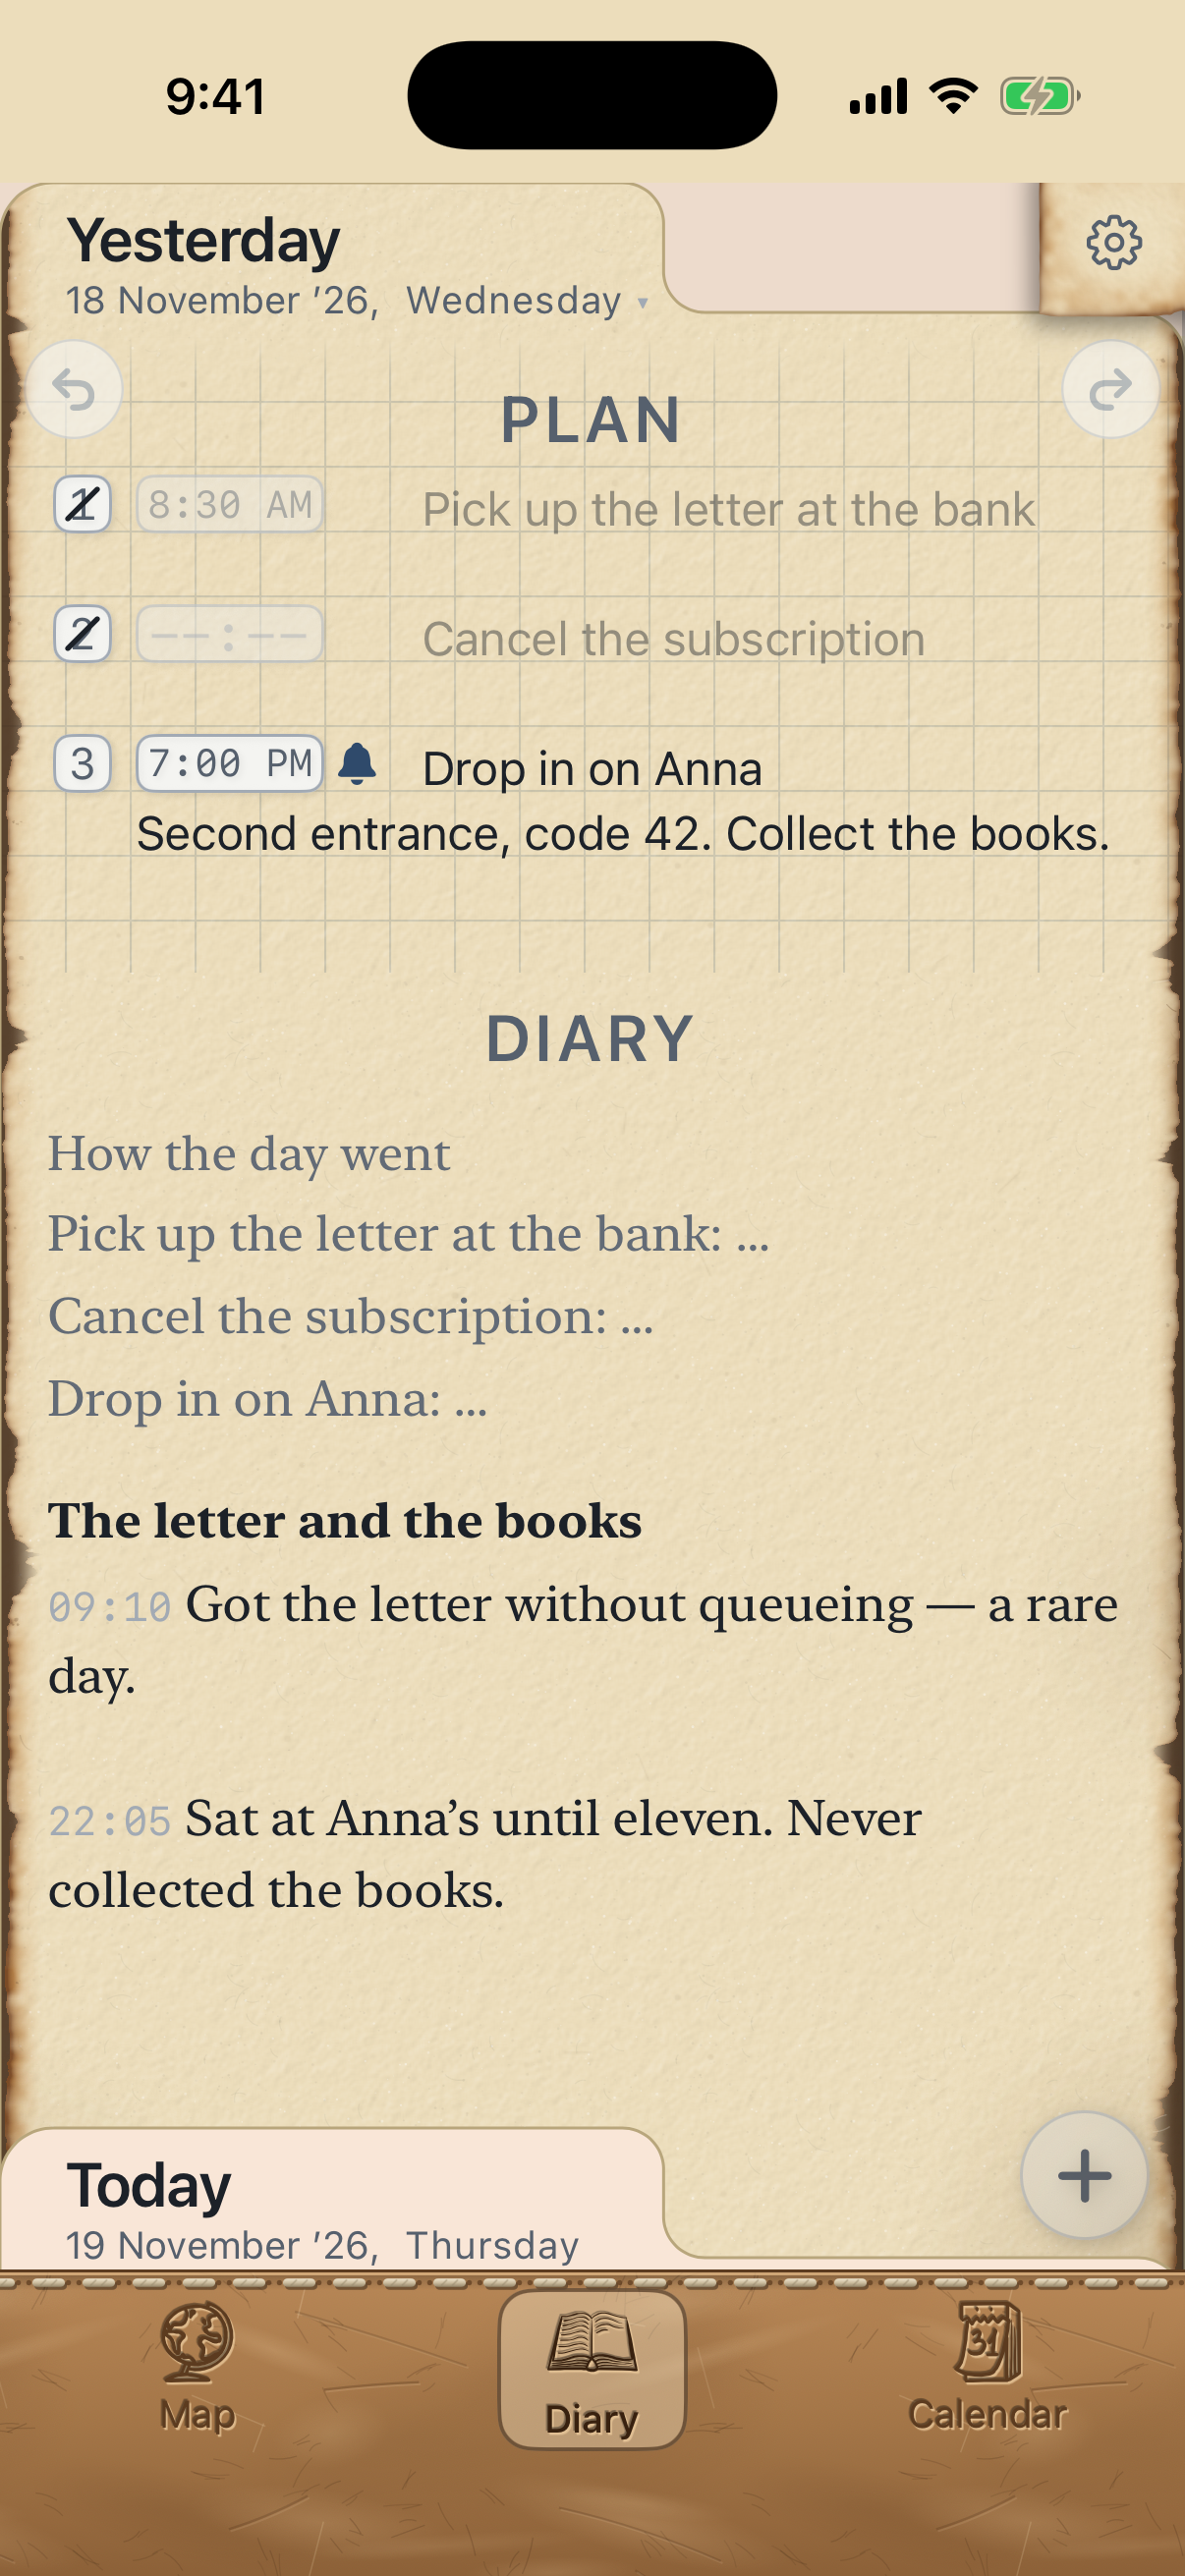 9:41
Yesterday
18 November ’26, Wednesday ▾
PLAN
1 8:30 AM Pick up the letter at the bank
2 --:-- Cancel the subscription
3 7:00 PM Drop in on Anna
Second entrance, code 42. Collect the books.
DIARY
How the day went
Pick up the letter at the bank: ...
Cancel the subscription: ...
Drop in on Anna: ...
The letter and the books
09:10 Got the letter without queueing — a rare
day.
22:05 Sat at Anna’s until eleven. Never
collected the books.
Today
19 November ’26, Thursday
31
Map Diary Calendar